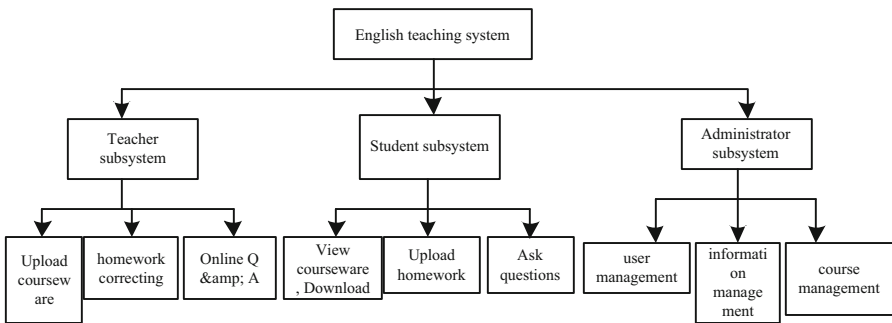 English teaching system
Teacher
subsystem
Student subsystem
Administrator
subsystem
Upload
coursew
are
homework
correcting
Online Q
&amp; A
View
courseware
, Download
Upload
homework
Ask
questions
user
management
informati
on
manage
ment
course
management